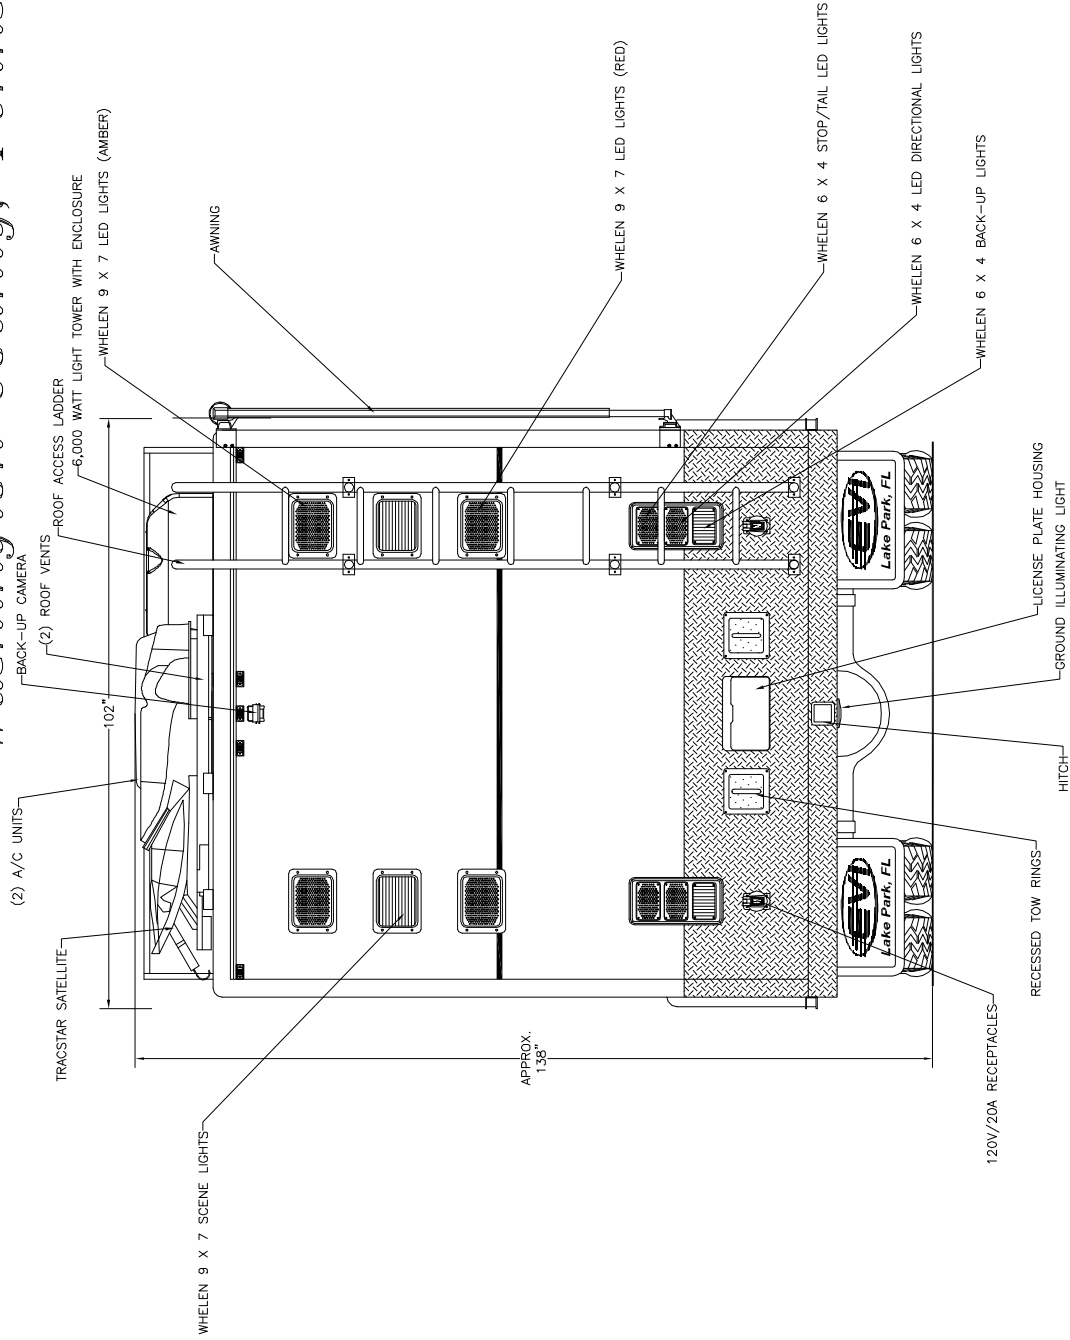 (2) A/C UNITS
BACK-UP CAMERA
(2) ROOF VENTS
ROOF ACCESS LADDER
6,000 WATT LIGHT TOWER WITH ENCLOSURE
WHELEN 9 X 7 LED LIGHTS (AMBER)
TRACSTAR SATELLITE
102"
AWNING
WHELEN 9 X 7 SCENE LIGHTS
APPROX.
138"
WHELEN 9 X 7 LED LIGHTS (RED)
WHELEN 6 X 4 STOP/TAIL LED LIGHTS
WHELEN 6 X 4 LED DIRECTIONAL LIGHTS
WHELEN 6 X 4 BACK-UP LIGHTS
EVI
Lake Park, FL
EVI
Lake Park, FL
120V/20A RECEPTACLES
RECESSED TOW RINGS
HITCH
LICENSE PLATE HOUSING
GROUND ILLUMINATING LIGHT